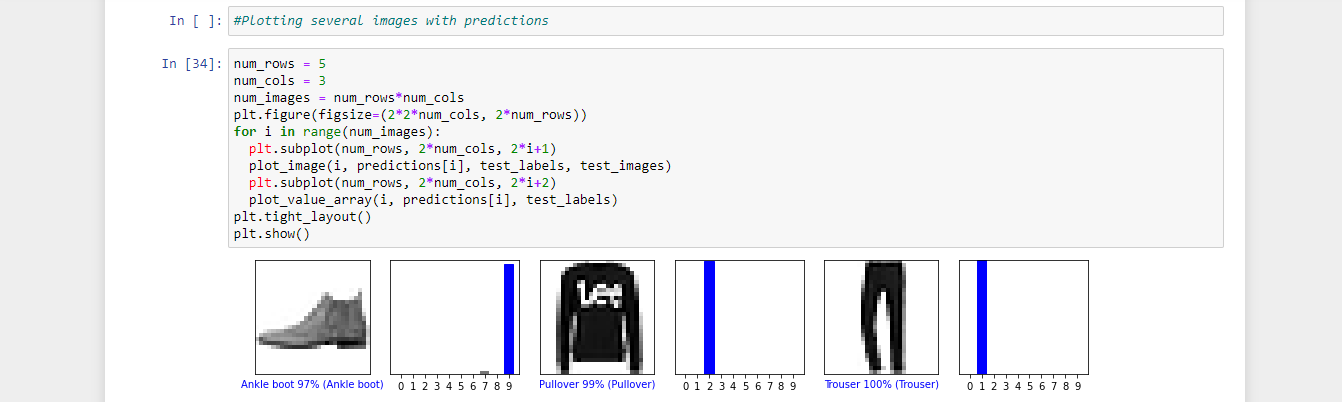 In [ ]: #Plotting several images with predictions
In [34]: num_rows = 5
num_cols = 3
num_images = num_rows*num_cols
plt.figure(figsize=(2*2*num_cols, 2*num_rows))
for i in range(num_images):
  plt.subplot(num_rows, 2*num_cols, 2*i+1)
  plot_image(i, predictions[i], test_labels, test_images)
  plt.subplot(num_rows, 2*num_cols, 2*i+2)
  plot_value_array(i, predictions[i], test_labels)
plt.tight_layout()
plt.show()
Lee
Ankle boot 97% (Ankle boot)
0 1 2 3 4 5 6 7 8 9
Pullover 99% (Pullover)
0 1 2 3 4 5 6 7 8 9
Trouser 100% (Trouser)
0 1 2 3 4 5 6 7 8 9